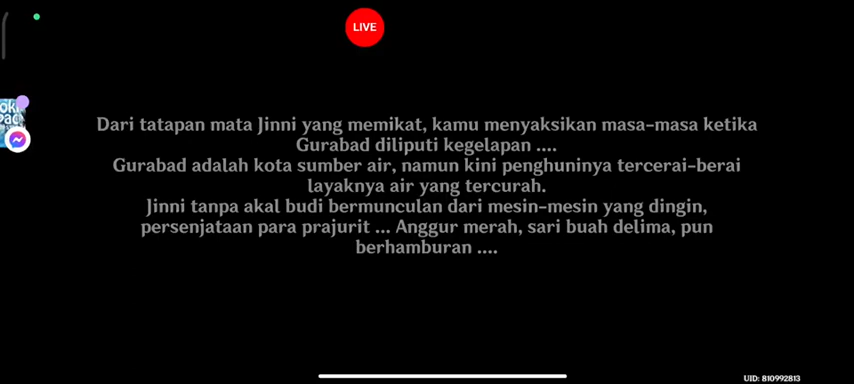 LIVE
Dari tatapan mata Jinni yang memikat, kamu menyaksikan masa-masa ketika
Gurabad diliputi kegelapan ....
Gurabad adalah kota sumber air, namun kini penghuninya tercerai-berai
layaknya air yang tercurah.
Jinni tanpa akal budi bermunculan dari mesin-mesin yang dingin,
persenjataan para prajurit ... Anggur merah, sari buah delima, pun
berhamburan ....
UID: 810992813